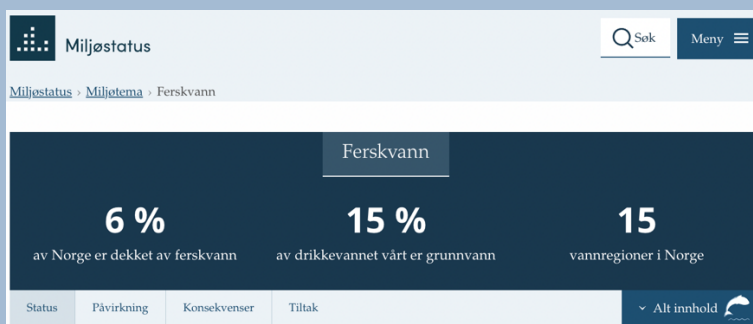 Miljøstatus
Søk
Meny
Miljøstatus › Miljøtema › Ferskvann
Ferskvann
6 %
av Norge er dekket av ferskvann
15 %
av drikkevannet vårt er grunnvann
15
vannregioner i Norge
Status
Påvirkning
Konsekvenser
Tiltak
Alt innhold